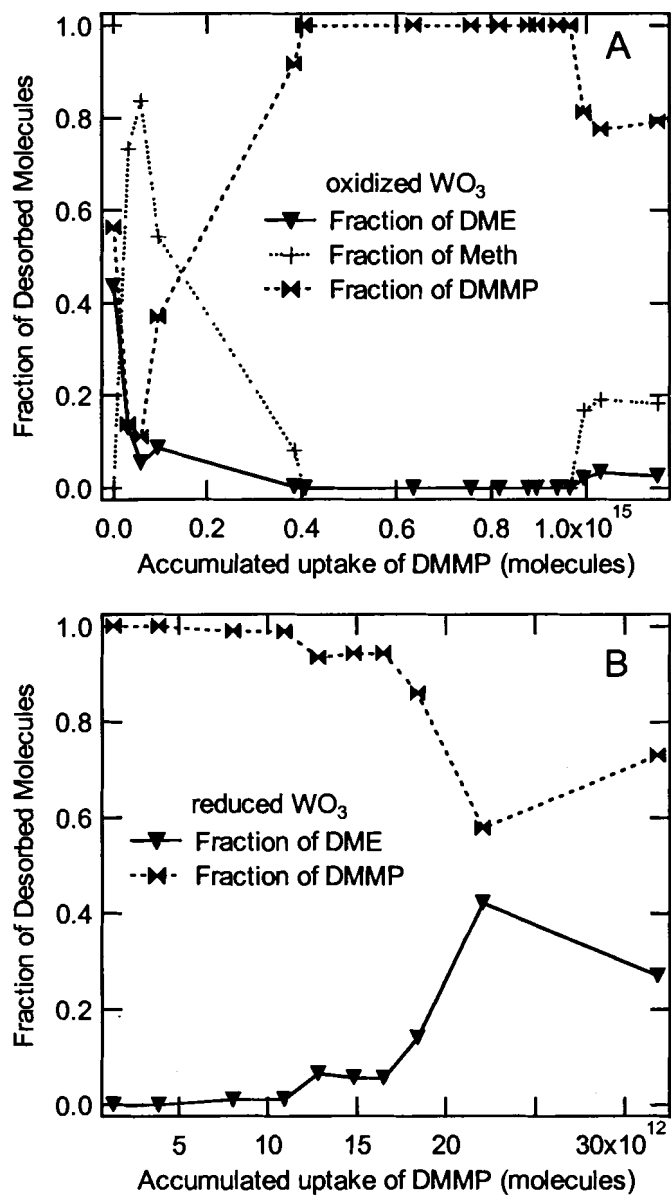 1.0
A
0.8
oxidized WO3
0.6
Fraction of DME
Fraction of Meth
Fraction of DMMP
0.4
0.2
0.0
Fraction of Desorbed Molecules
0.0 0.2 0.4 0.6 0.8 1.0x10^15
Accumulated uptake of DMMP (molecules)
1.0
B
0.8
reduced WO3
0.6
Fraction of DME
Fraction of DMMP
0.4
0.2
0.0
Fraction of Desorbed Molecules
5 10 15 20 30x10^12
Accumulated uptake of DMMP (molecules)